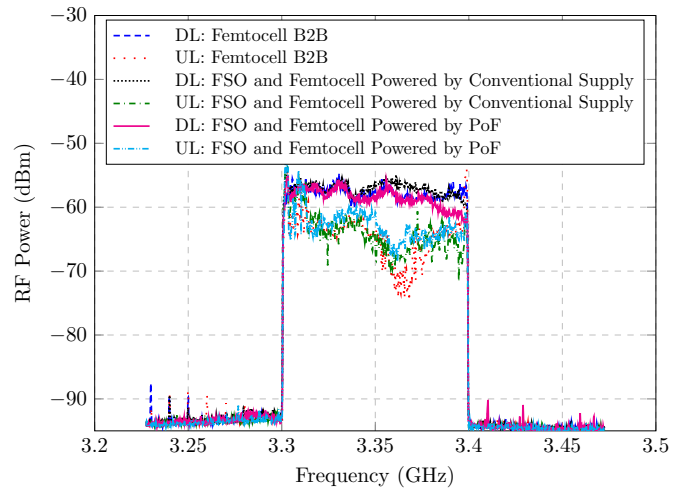 −30
−40
−50
−60
−70
−80
−90
RF Power (dBm)
DL: Femtocell B2B
UL: Femtocell B2B
DL: FSO and Femtocell Powered by Conventional Supply
UL: FSO and Femtocell Powered by Conventional Supply
DL: FSO and Femtocell Powered by PoF
UL: FSO and Femtocell Powered by PoF
3.2 3.25 3.3 3.35 3.4 3.45 3.5
Frequency (GHz)